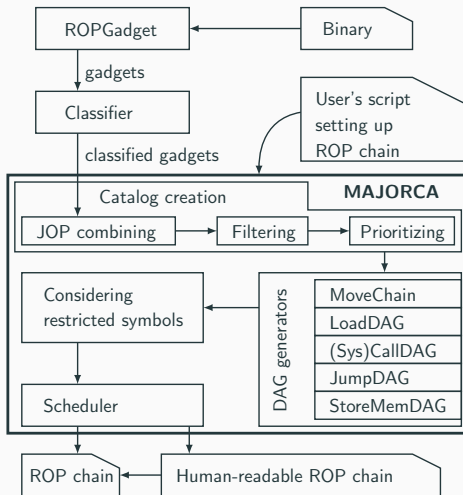 ROPGadget
Binary
gadgets
Classifier
User's script
setting up
ROP chain
classified gadgets
MAJORCA
Catalog creation
JOP combining
Filtering
Prioritizing
Considering
restricted symbols
DAG generators
MoveChain
LoadDAG
(Sys)CallDAG
JumpDAG
StoreMemDAG
Scheduler
ROP chain
Human-readable ROP chain